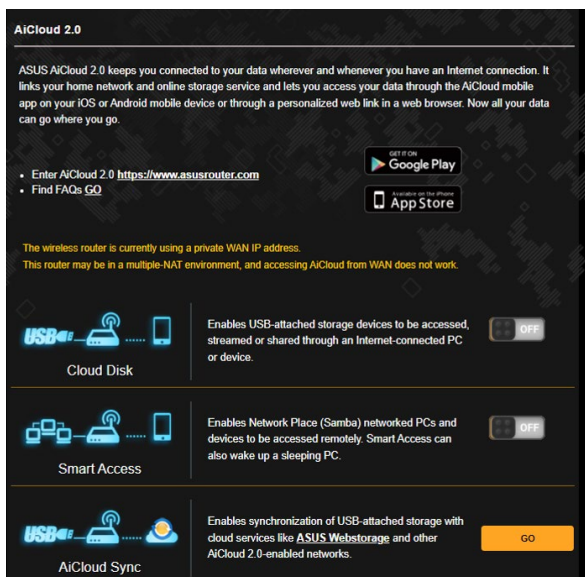 AiCloud 2.0
ASUS AiCloud 2.0 keeps you connected to your data wherever and whenever you have an Internet connection. It
links your home network and online storage service and lets you access your data through the AiCloud mobile
app on your iOS or Android mobile device or through a personalized web link in a web browser. Now all your data
can go where you go.
GET IT ON
Google Play
• Enter AiCloud 2.0 https://www.asusrouter.com
• Find FAQs GO
Available on the iPhone
App Store
The wireless router is currently using a private WAN IP address.
This router may be in a multiple-NAT environment, and accessing AiCloud from WAN does not work.
USB
Cloud Disk
Enables USB-attached storage devices to be accessed,
streamed or shared through an Internet-connected PC
or device.
OFF
Smart Access
Enables Network Place (Samba) networked PCs and
devices to be accessed remotely. Smart Access can
also wake up a sleeping PC.
OFF
USB
AiCloud Sync
Enables synchronization of USB-attached storage with
cloud services like ASUS Webstorage and other
AiCloud 2.0-enabled networks.
GO